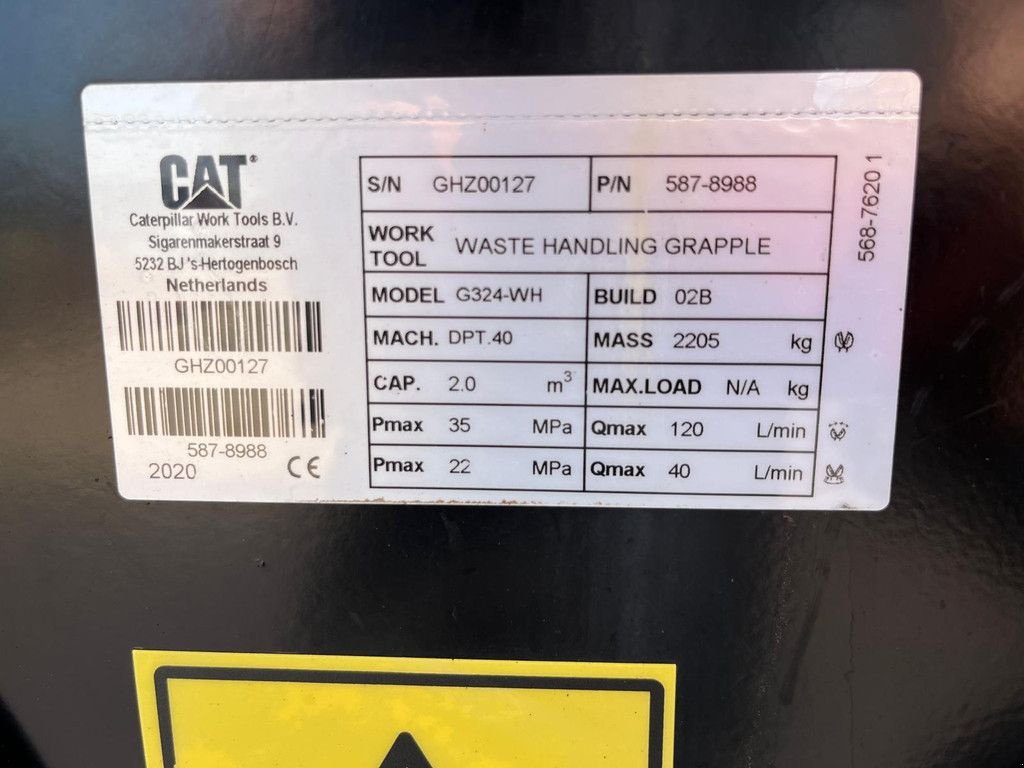 CAT®
Caterpillar Work Tools B.V.
Sigarenmakerstraat 9
5232 BJ 's-Hertogenbosch
Netherlands
GHZ00127
587-8988
2020 CE
S/N GHZ00127 P/N 587-8988
WORK TOOL WASTE HANDLING GRAPPLE
MODEL G324-WH BUILD 02B
MACH. DPT.40 MASS 2205 kg
CAP. 2.0 m³ MAX.LOAD N/A kg
Pmax 35 MPa Qmax 120 L/min
Pmax 22 MPa Qmax 40 L/min
568-7620 1